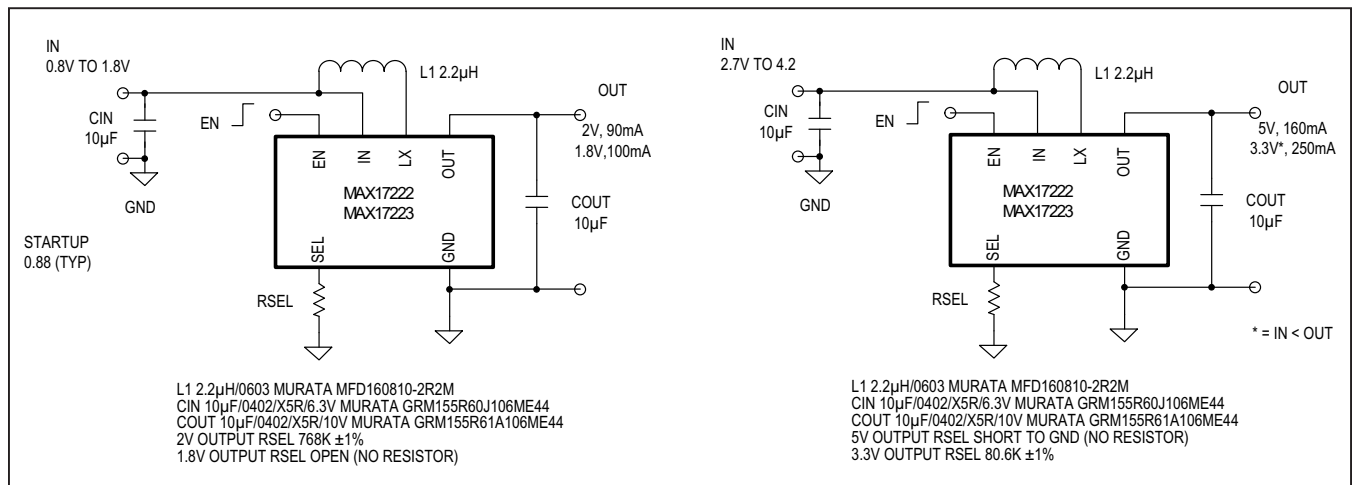 IN
0.8V TO 1.8V
L1 2.2µH
OUT
CIN
10µF
EN
2V, 90mA
1.8V,100mA
EN
IN
LX
OUT
MAX17222
MAX17223
COUT
10µF
GND
STARTUP
0.88 (TYP)
SEL
GND
RSEL
L1 2.2µH/0603 MURATA MFD160810-2R2M
CIN 10µF/0402/X5R/6.3V MURATA GRM155R60J106ME44
COUT 10µF/0402/X5R/10V MURATA GRM155R61A106ME44
2V OUTPUT RSEL 768K ±1%
1.8V OUTPUT RSEL OPEN (NO RESISTOR)
IN
2.7V TO 4.2
L1 2.2µH
OUT
CIN
10µF
EN
5V, 160mA
3.3V*, 250mA
EN
IN
LX
OUT
MAX17222
MAX17223
COUT
10µF
GND
SEL
GND
RSEL
* = IN < OUT
L1 2.2µH/0603 MURATA MFD160810-2R2M
CIN 10µF/0402/X5R/6.3V MURATA GRM155R60J106ME44
COUT 10µF/0402/X5R/10V MURATA GRM155R61A106ME44
5V OUTPUT RSEL SHORT TO GND (NO RESISTOR)
3.3V OUTPUT RSEL 80.6K ±1%